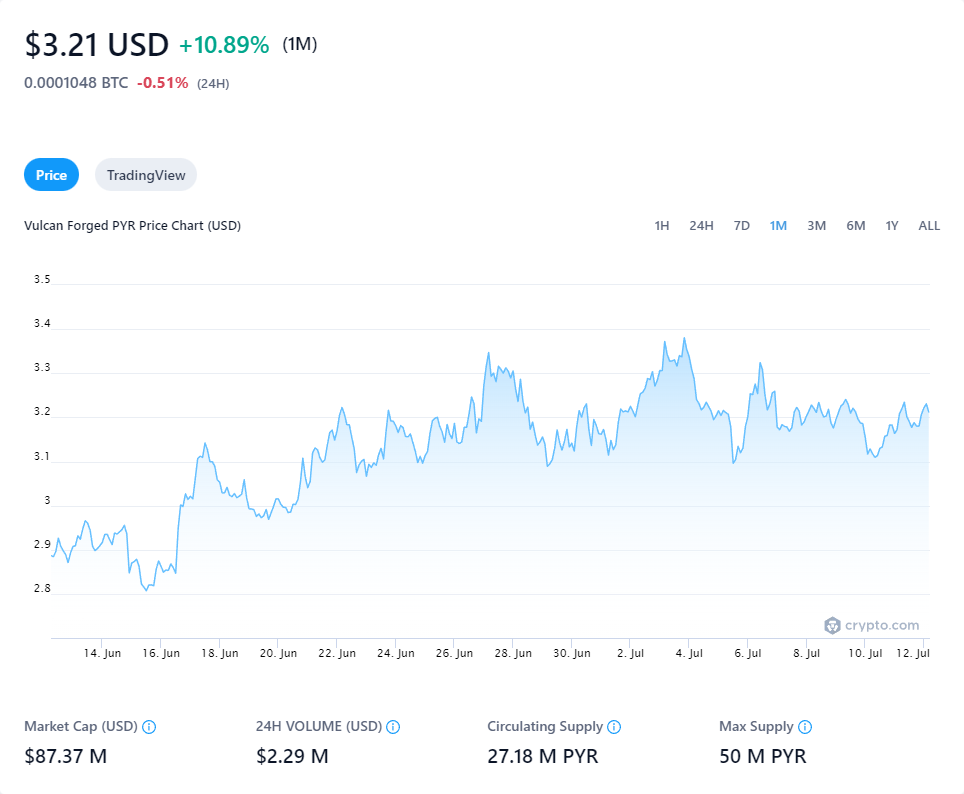 $3.21 USD +10.89% (1M)
0.0001048 BTC -0.51% (24H)
Price TradingView
Vulcan Forged PYR Price Chart (USD) 1H 24H 7D 1M 3M 6M 1Y ALL
3.5
3.4
3.3
3.2
3.1
3
2.9
2.8
crypto.com
14. Jun 16. Jun 18. Jun 20. Jun 22. Jun 24. Jun 26. Jun 28. Jun 30. Jun 2. Jul 4. Jul 6. Jul 8. Jul 10. Jul 12. Jul
Market Cap (USD) 24H VOLUME (USD) Circulating Supply Max Supply
$87.37 M $2.29 M 27.18 M PYR 50 M PYR